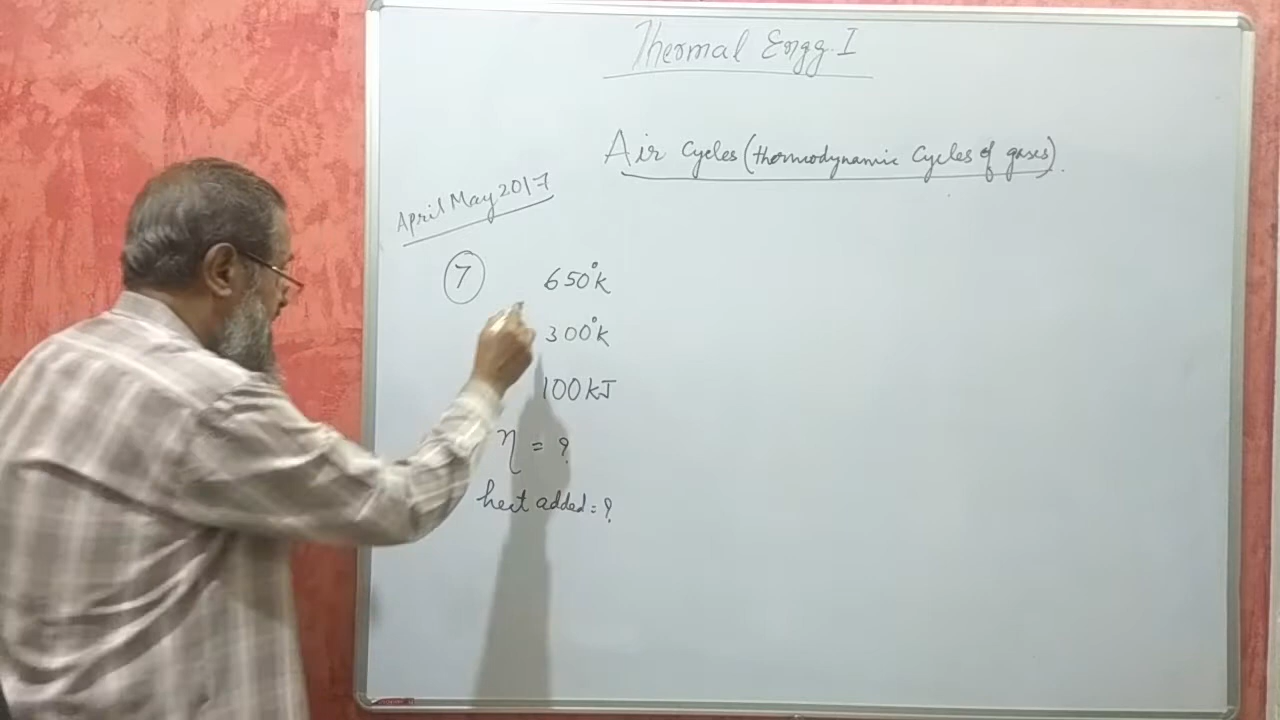 Thermal Engg. I
Air Cycles (thermodynamic Cycles of gases).
April May 2017
7 650°k
300°k
100kJ
η = ?
heat added = ?